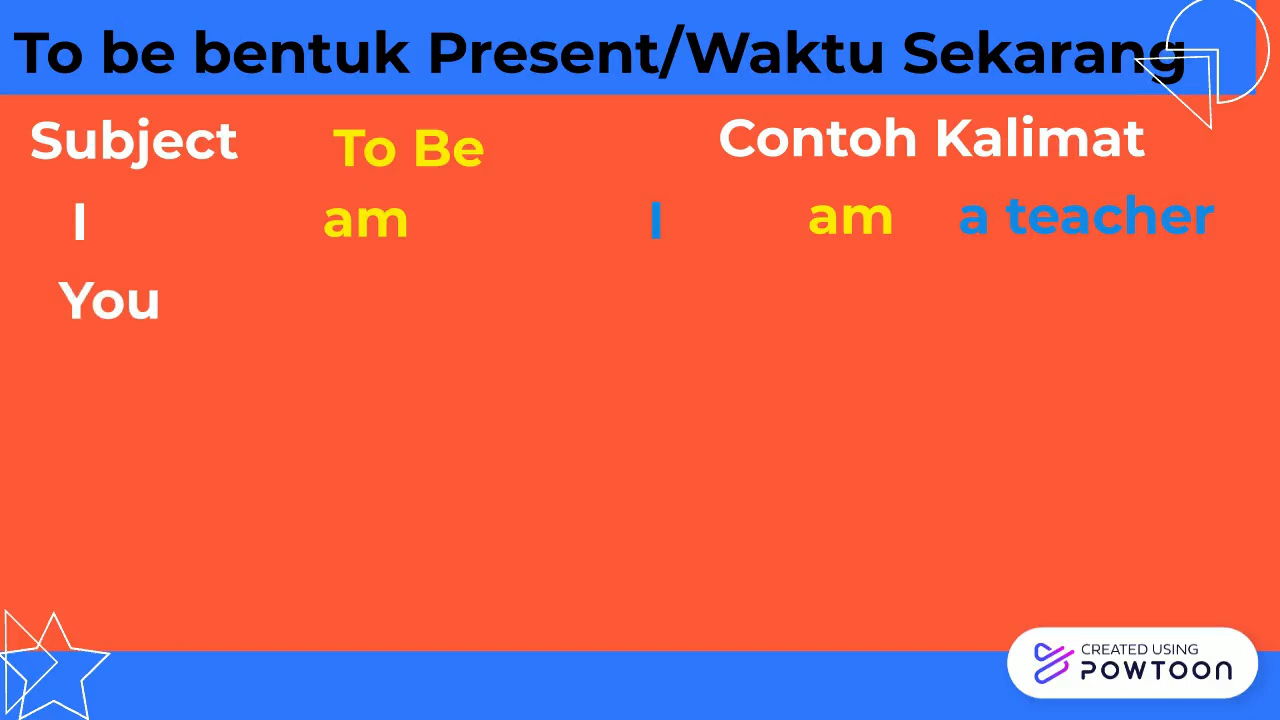 To be bentuk Present/Waktu Sekarang
Subject To Be Contoh Kalimat
I am I am a teacher
You
CREATED USING
POWTOON